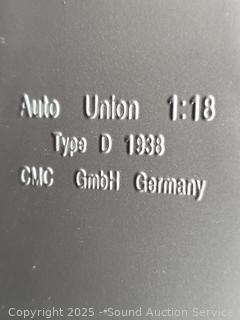 Auto Union 1:18
Type D 1938
CMC GmbH Germany
Copyright 2025 - Sound Auction Service